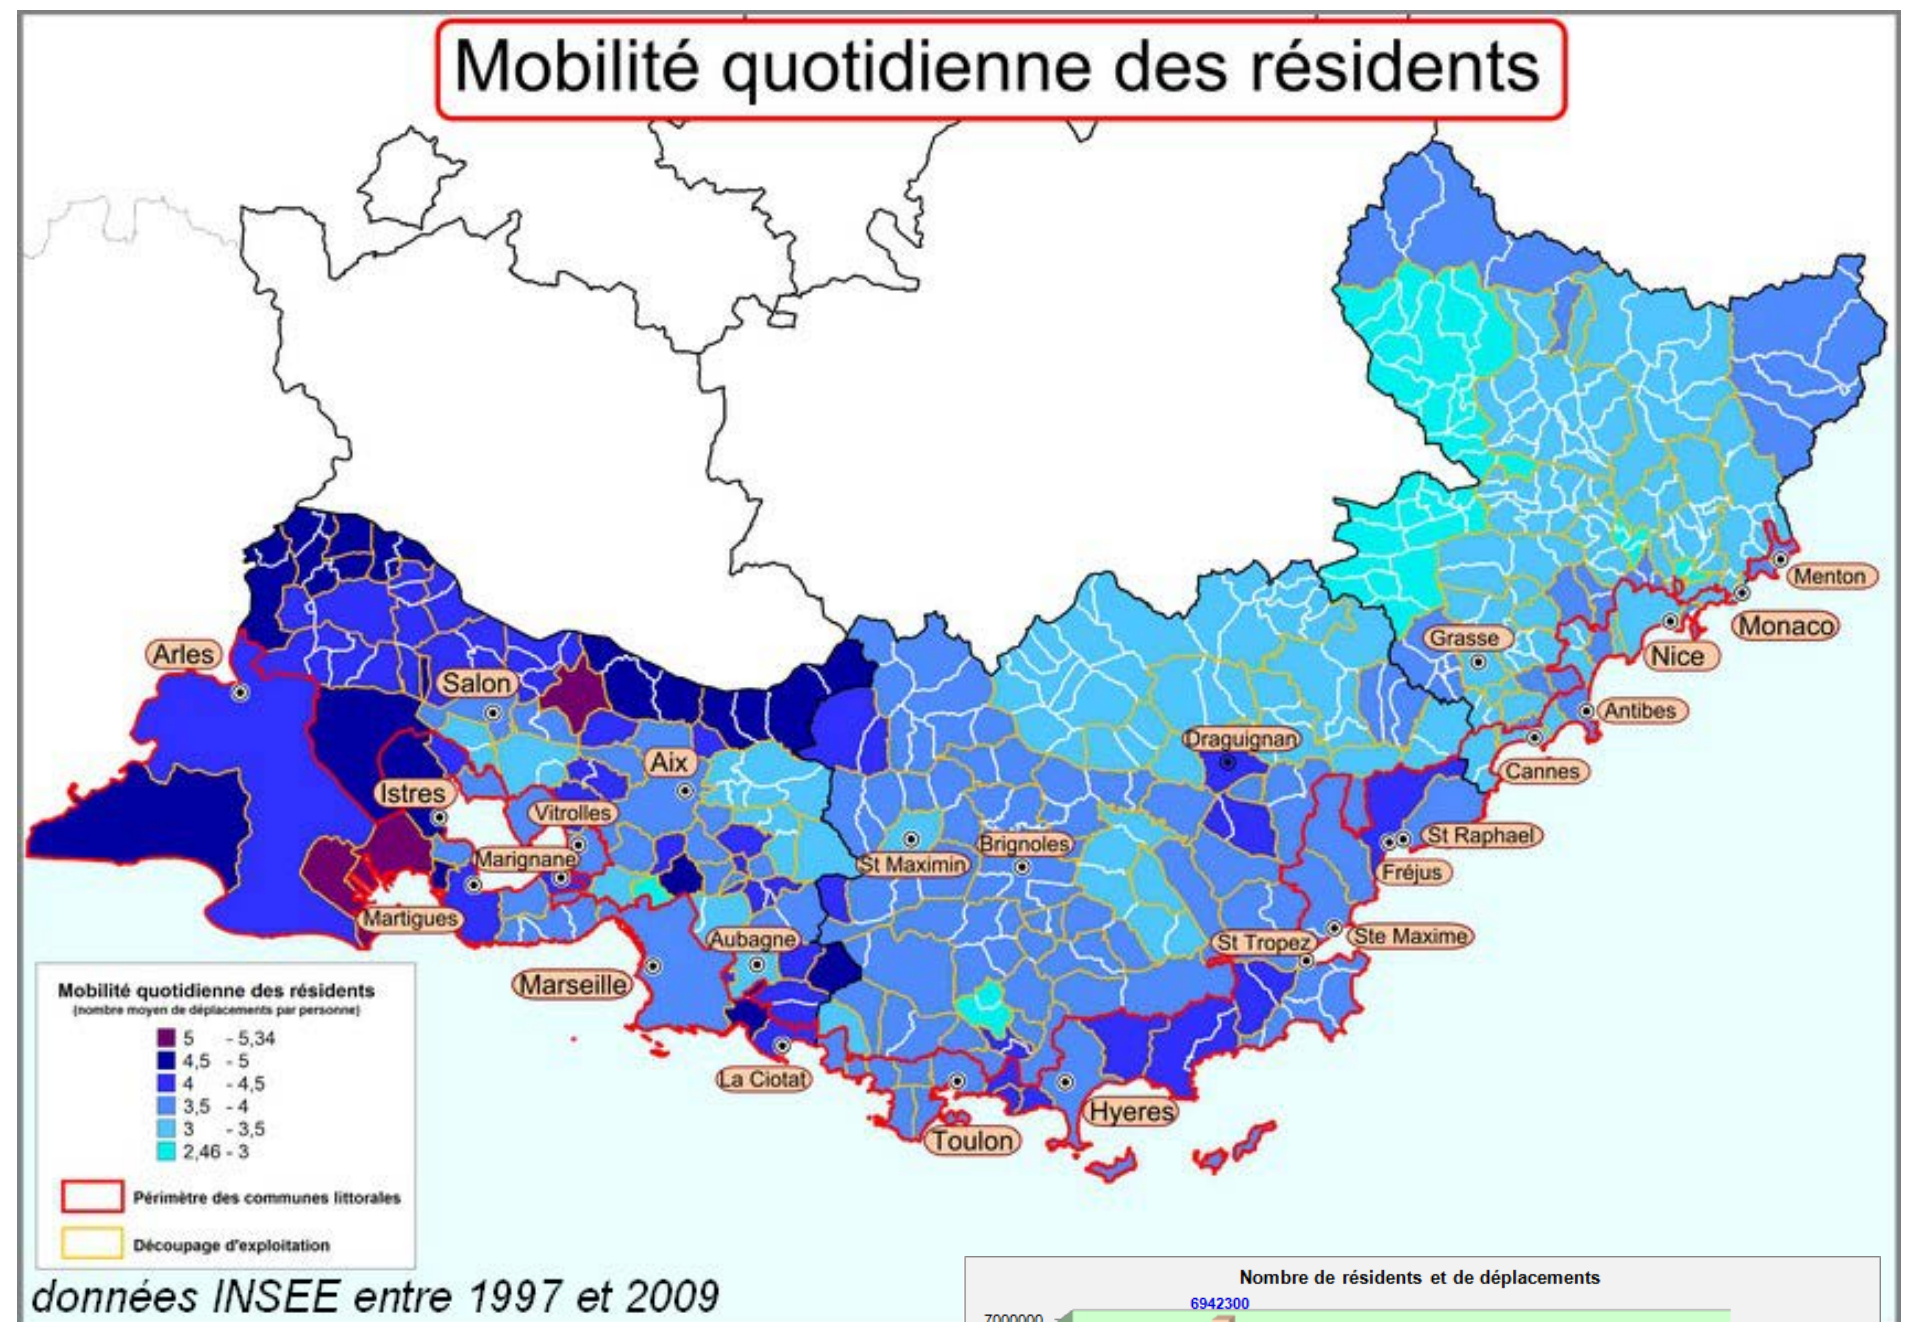 Mobilité quotidienne des résidents
Menton
Monaco
Nice
Grasse
Antibes
Cannes
Arles
Salon
Draguignan
Aix
Istres
Vitrolles
St Raphael
Marignane
St Maximin
Brignoles
Fréjus
Martigues
Aubagne
St Tropez
Ste Maxime
Marseille
La Ciotat
Hyeres
Toulon
Mobilité quotidienne des résidents
(nombre moyen de déplacements par personne)
5 - 5,34
4,5 - 5
4 - 4,5
3,5 - 4
3 - 3,5
2,46 - 3
Périmètre des communes littorales
Découpage d'exploitation
données INSEE entre 1997 et 2009
Nombre de résidents et de déplacements
6942300
7000000